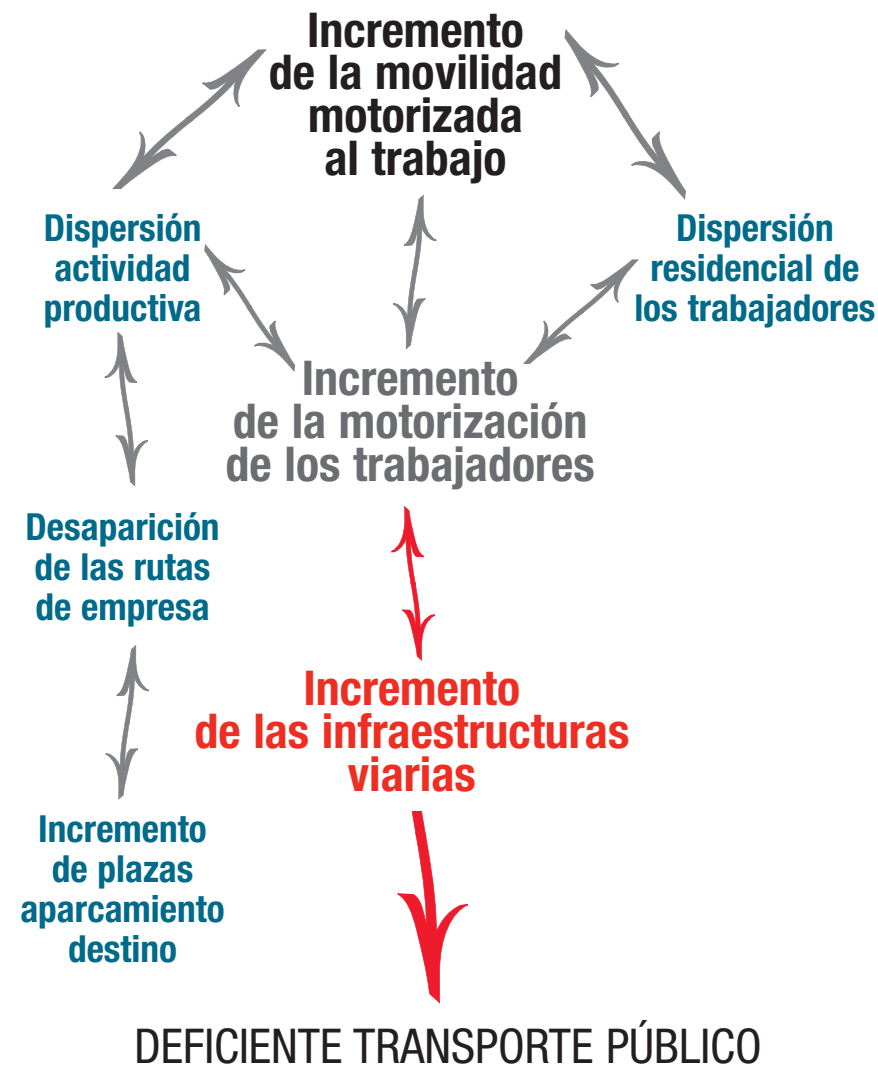 Incremento
de la movilidad
motorizada
al trabajo
Dispersión
actividad
productiva
Dispersión
residencial de
los trabajadores
Incremento
de la motorización
de los trabajadores
Desaparición
de las rutas
de empresa
Incremento
de las infraestructuras
viarias
Incremento
de plazas
aparcamiento
destino
DEFICIENTE TRANSPORTE PÚBLICO